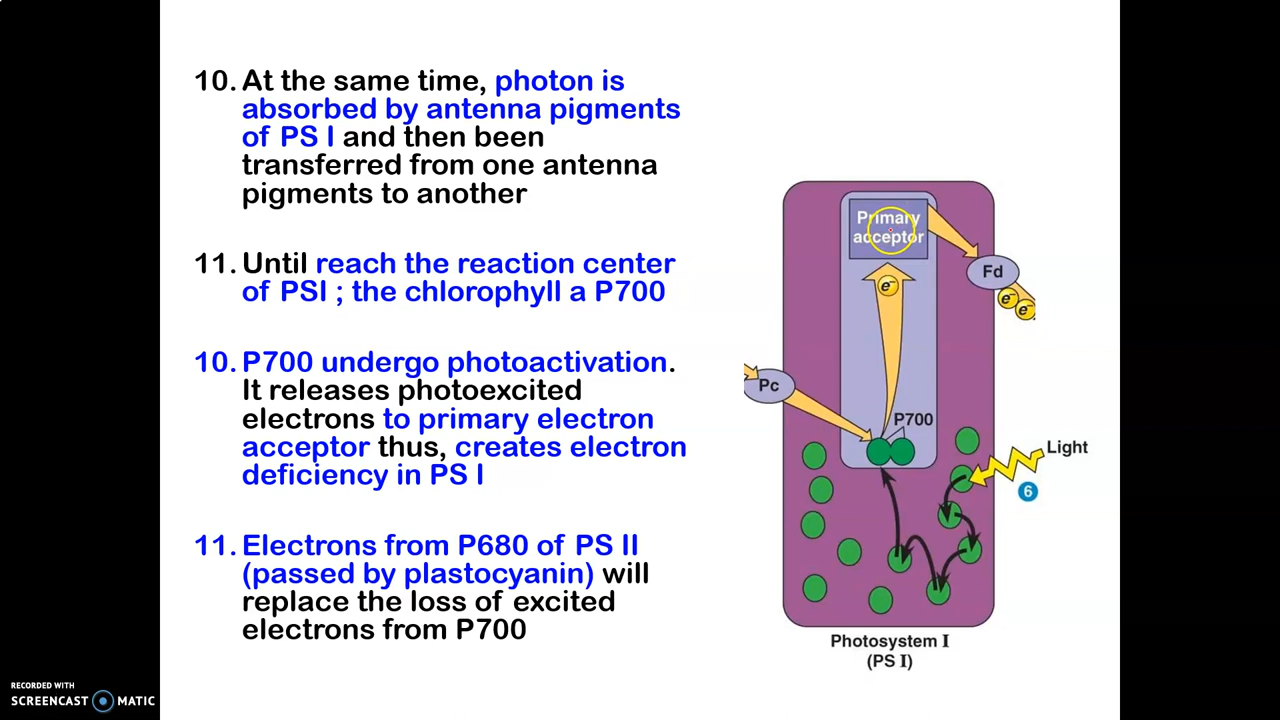 10. At the same time, photon is
absorbed by antenna pigments
of PS I and then been
transferred from one antenna
pigments to another
11. Until reach the reaction center
of PSI ; the chlorophyll a P700
10. P700 undergo photoactivation.
It releases photoexcited
electrons to primary electron
acceptor thus, creates electron
deficiency in PS I
11. Electrons from P680 of PS II
(passed by plastocyanin) will
replace the loss of excited
electrons from P700
Primary
acceptor
Fd
e⁻
e⁻
e⁻
Pc
P700
Light
6
Photosystem I
(PS I)
RECORDED WITH
SCREENCAST MATIC